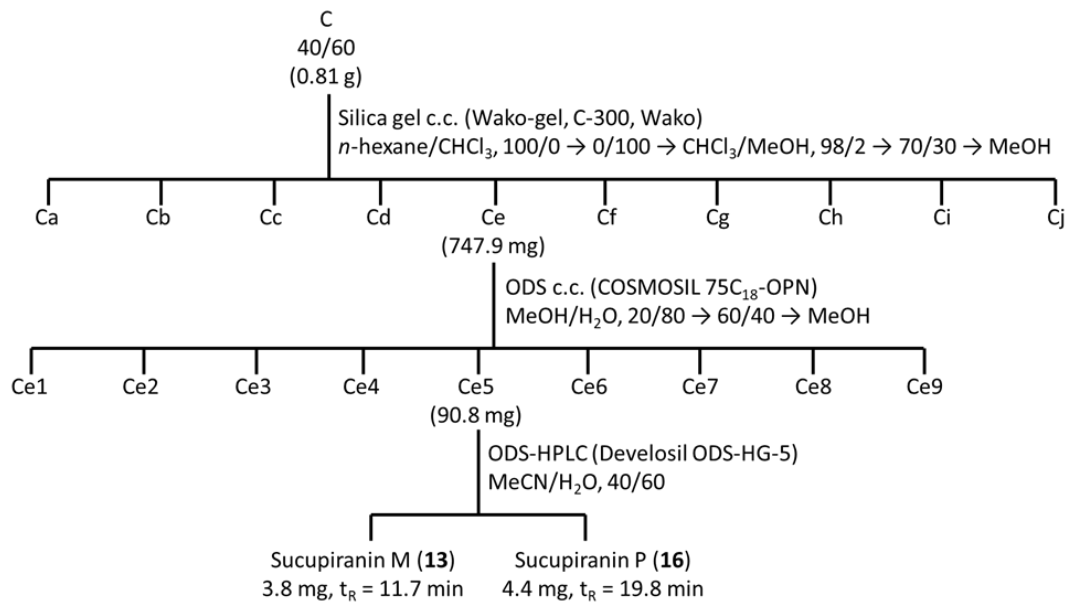 C
40/60
(0.81 g)
Silica gel c.c. (Wako-gel, C-300, Wako)
n-hexane/CHCl₃, 100/0 → 0/100 → CHCl₃/MeOH, 98/2 → 70/30 → MeOH
Ca Cb Cc Cd Ce Cf Cg Ch Ci Cj
(747.9 mg)
ODS c.c. (COSMOSIL 75C₁₈-OPN)
MeOH/H₂O, 20/80 → 60/40 → MeOH
Ce1 Ce2 Ce3 Ce4 Ce5 Ce6 Ce7 Ce8 Ce9
(90.8 mg)
ODS-HPLC (Develosil ODS-HG-5)
MeCN/H₂O, 40/60
Sucupiranin M (13) Sucupiranin P (16)
3.8 mg, tR = 11.7 min 4.4 mg, tR = 19.8 min